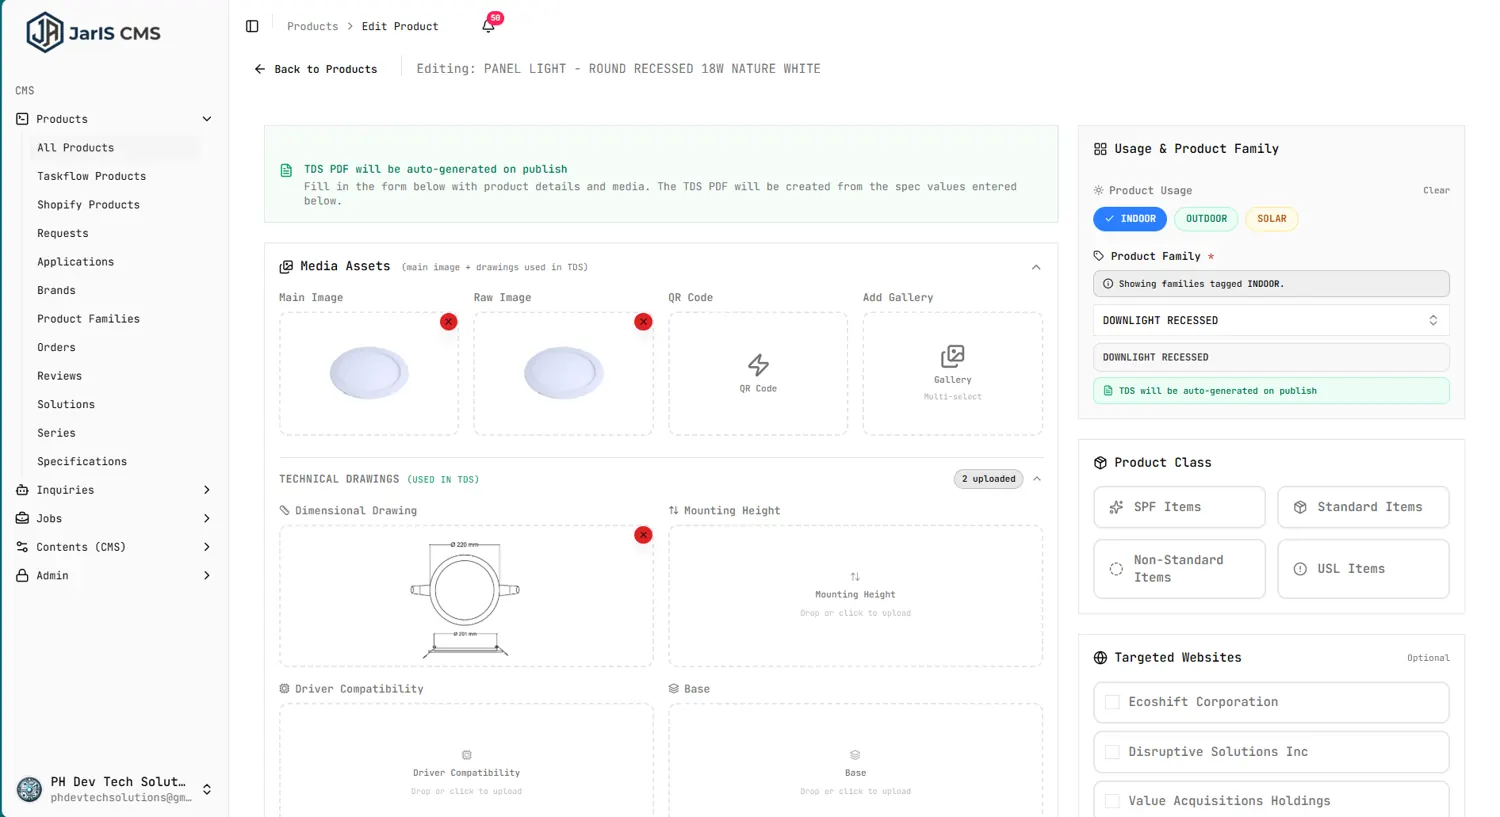 JarIS CMS
CMS
Products
All Products
Taskflow Products
Shopify Products
Requests
Applications
Brands
Product Families
Orders
Reviews
Solutions
Series
Specifications
Inquiries
Jobs
Contents (CMS)
Admin
PH Dev Tech Solut...
phdevtechsolutions@gm...
Products > Edit Product
50
Back to Products
Editing: PANEL LIGHT - ROUND RECESSED 18W NATURE WHITE
TDS PDF will be auto-generated on publish
Fill in the form below with product details and media. The TDS PDF will be created from the spec values entered
below.
Media Assets (main image + drawings used in TDS)
Main Image
Raw Image
QR Code
Add Gallery
QR Code
Gallery
Multi-select
TECHNICAL DRAWINGS (USED IN TDS)
2 uploaded
Dimensional Drawing
Mounting Height
Ø 220 mm
Ø 201 mm
Mounting Height
Drop or click to upload
Driver Compatibility
Base
Driver Compatibility
Drop or click to upload
Base
Drop or click to upload
Usage & Product Family
Product Usage
Clear
INDOOR
OUTDOOR
SOLAR
Product Family *
Showing families tagged INDOOR.
DOWNLIGHT RECESSED
DOWNLIGHT RECESSED
TDS will be auto-generated on publish
Product Class
SPF Items
Standard Items
Non-Standard
Items
USL Items
Targeted Websites
Optional
Ecoshift Corporation
Disruptive Solutions Inc
Value Acquisitions Holdings